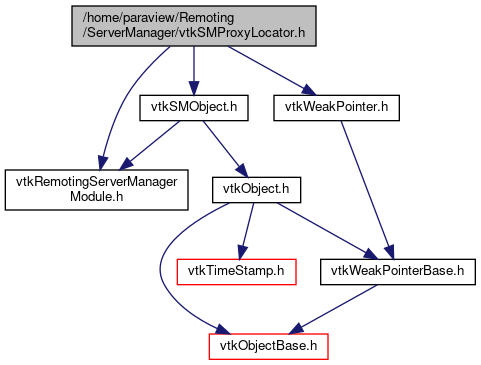 /home/paraview/Remoting
/ServerManager/vtkSMProxyLocator.h
vtkSMObject.h
vtkWeakPointer.h
vtkRemotingServerManager
Module.h
vtkObject.h
vtkTimeStamp.h
vtkWeakPointerBase.h
vtkObjectBase.h